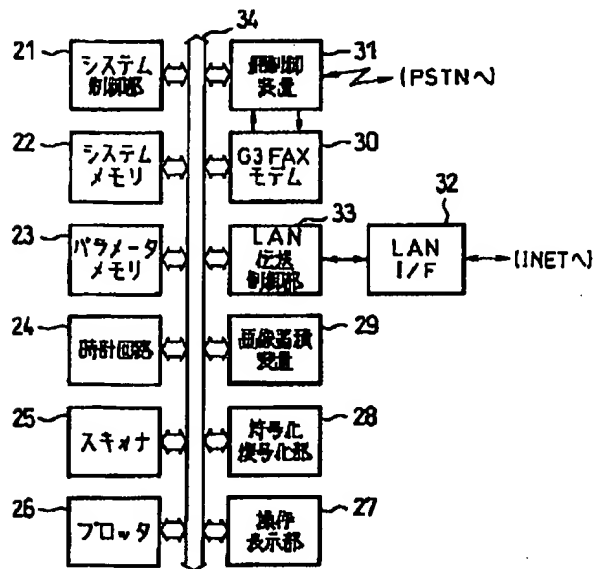 34
21
システム
制御部
31
網制御
装置
(PSTNへ)
22
システム
メモリ
30
G3 FAX
モデム
23
パラメータ
メモリ
33
LAN
伝送
制御部
32
LAN
I/F
(INETへ)
24
時計回路
29
画像蓄積
装置
25
スキャナ
28
符号化
復号化部
26
プロッタ
27
操作
表示部